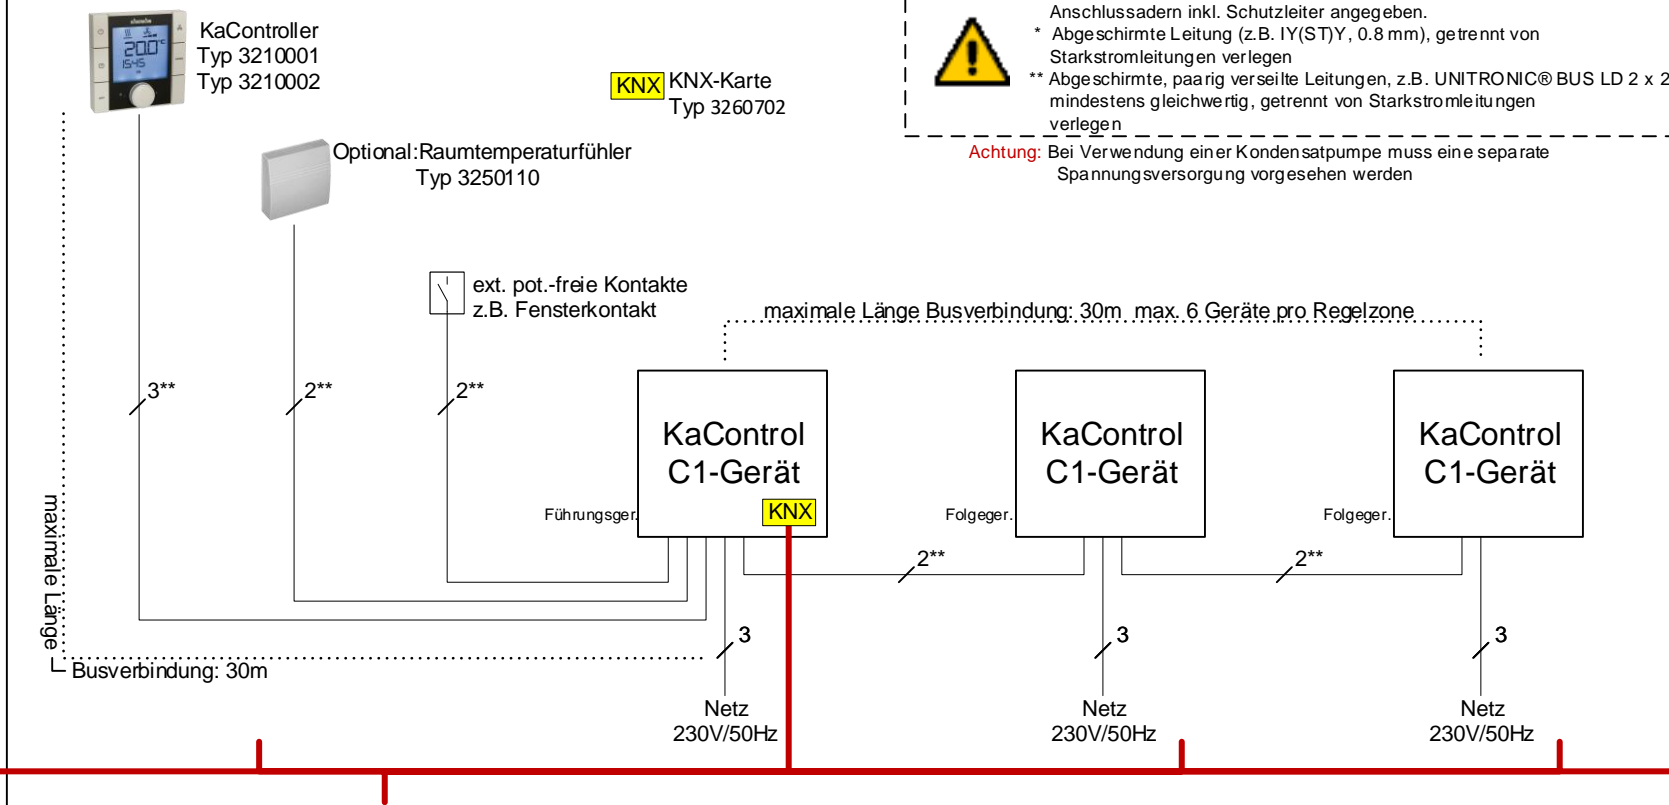 KaController
Typ 3210001
Typ 3210002
20.0°C
15:45
KNX KNX-Karte
Typ 3260702
Anschlussadern inkl. Schutzleiter angegeben.
* Abgeschirmte Leitung (z.B. IY(ST)Y, 0.8 mm), getrennt von
Starkstromleitungen verlegen
** Abgeschirmte, paarig verseilte Leitungen, z.B. UNITRONIC® BUS LD 2 x 2
mindestens gleichwertig, getrennt von Starkstromleitungen
verlegen
Achtung: Bei Verwendung einer Kondensatpumpe muss eine separate
Spannungsversorgung vorgesehen werden
Optional:Raumtemperaturfühler
Typ 3250110
ext. pot.-freie Kontakte
z.B. Fensterkontakt
maximale Länge Busverbindung: 30m max. 6 Geräte pro Regelzone
3**
2**
2**
KaControl
C1-Gerät
KaControl
C1-Gerät
KaControl
C1-Gerät
Führungsger.
KNX
Folgeger.
Folgeger.
2**
2**
maximale Länge
Busverbindung: 30m
3
3
3
Netz
230V/50Hz
Netz
230V/50Hz
Netz
230V/50Hz